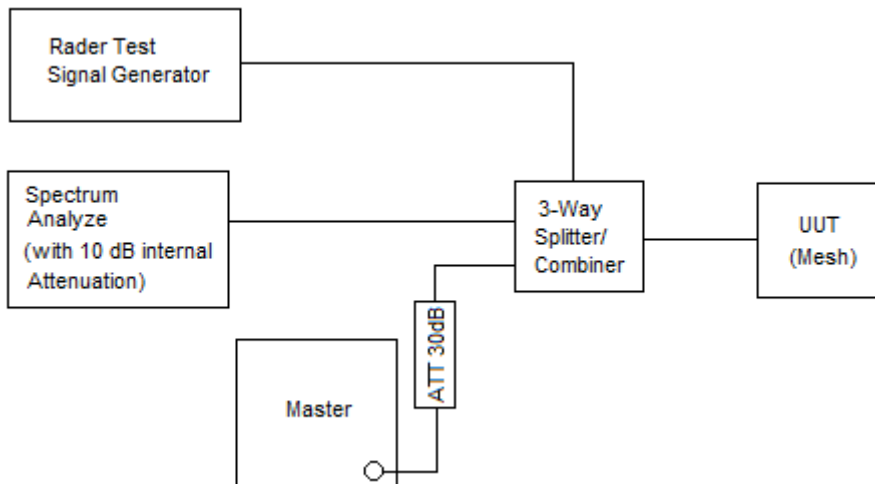 Rader Test
Signal Generator
Spectrum
Analyze
(with 10 dB internal
Attenuation)
3-Way
Splitter/
Combiner
UUT
(Mesh)
ATT 30dB
Master